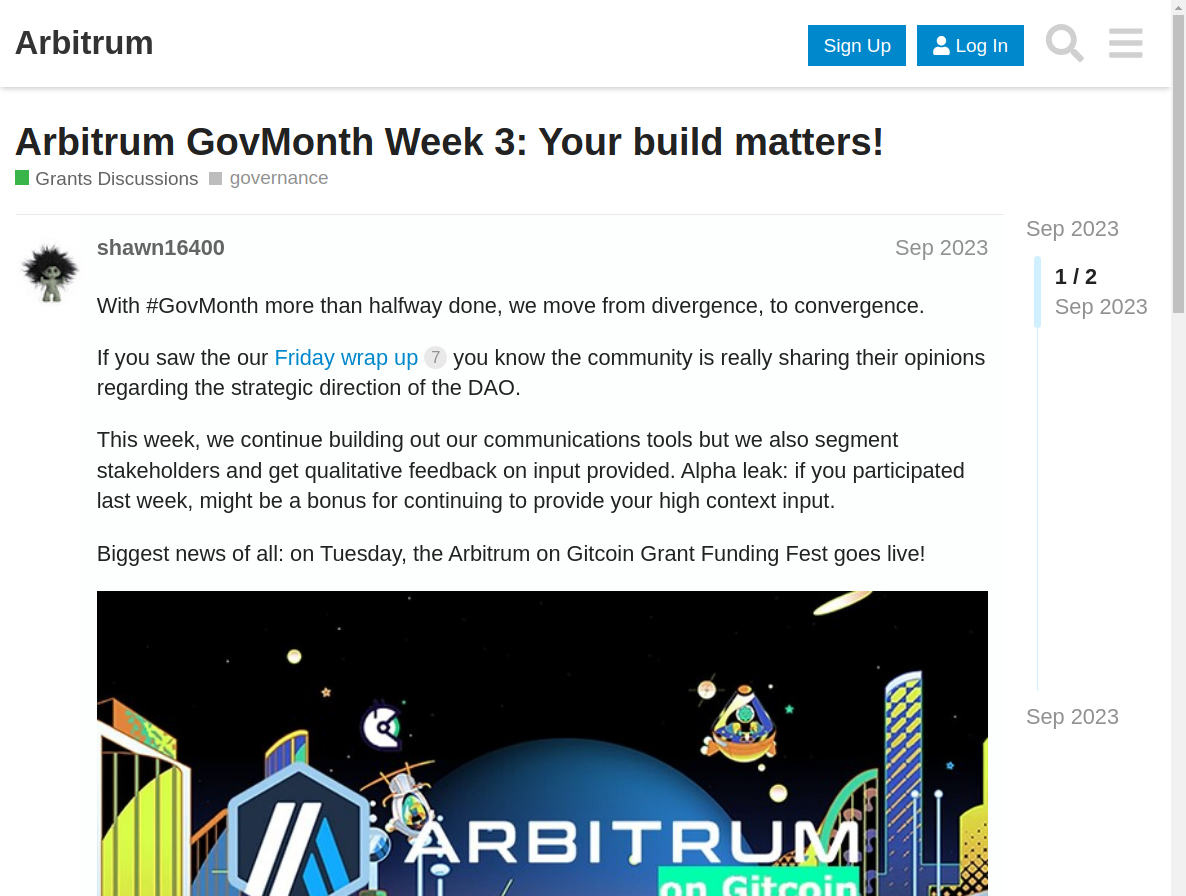 Arbitrum
Sign Up
Log In
Arbitrum GovMonth Week 3: Your build matters!
Grants Discussions
governance
shawn16400
Sep 2023
With #GovMonth more than halfway done, we move from divergence, to convergence.
If you saw the our Friday wrap up 7 you know the community is really sharing their opinions
regarding the strategic direction of the DAO.
This week, we continue building out our communications tools but we also segment
stakeholders and get qualitative feedback on input provided. Alpha leak: if you participated
last week, might be a bonus for continuing to provide your high context input.
Biggest news of all: on Tuesday, the Arbitrum on Gitcoin Grant Funding Fest goes live!
ARBITRUM
on Gitcoin
Sep 2023
1 / 2
Sep 2023
Sep 2023